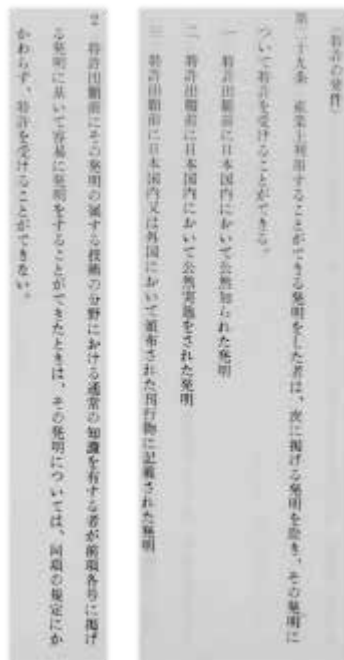 (特許の要件)
第二十九条 産業上利用することができる発明をした者は、次に掲げる発明を除き、その発明に
ついて特許を受けることができる。
一 特許出願前に日本国内において公然知られた発明
二 特許出願前に日本国内において公然実施をされた発明
三 特許出願前に日本国内又は外国において頒布された刊行物に記載された発明
2 特許出願前にその発明の属する技術の分野における通常の知識を有する者が前項各号に掲げ
る発明に基いて容易に発明をすることができたときは、その発明については、同項の規定にか
かわらず、特許を受けることができない。